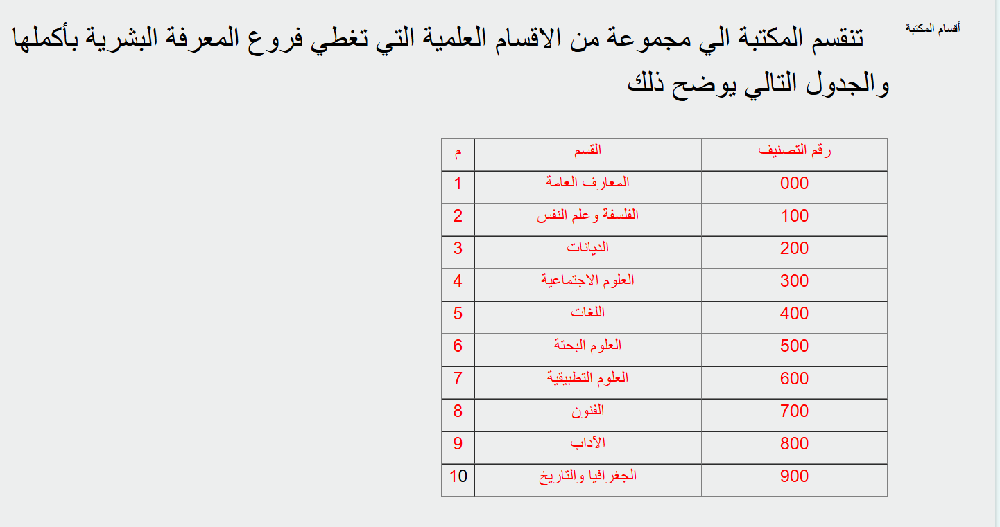 أقسام المكتبة
تنقسم المكتبة الي مجموعة من الاقسام العلمية التي تغطي فروع المعرفة البشرية بأكملها
والجدول التالي يوضح ذلك
رقم التصنيف القسم م
000 المعارف العامة 1
100 الفلسفة وعلم النفس 2
200 الديانات 3
300 العلوم الاجتماعية 4
400 اللغات 5
500 العلوم البحتة 6
600 العلوم التطبيقية 7
700 الفنون 8
800 الآداب 9
900 الجغرافيا والتاريخ 10